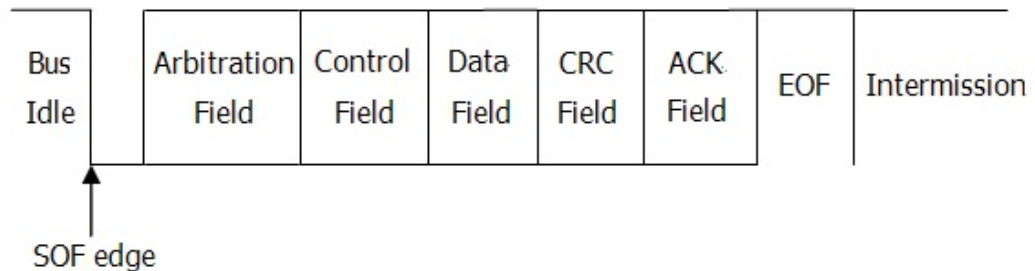 Bus
Idle
Arbitration
Field
Control
Field
Data
Field
CRC
Field
ACK
Field
EOF
Intermission
SOF edge